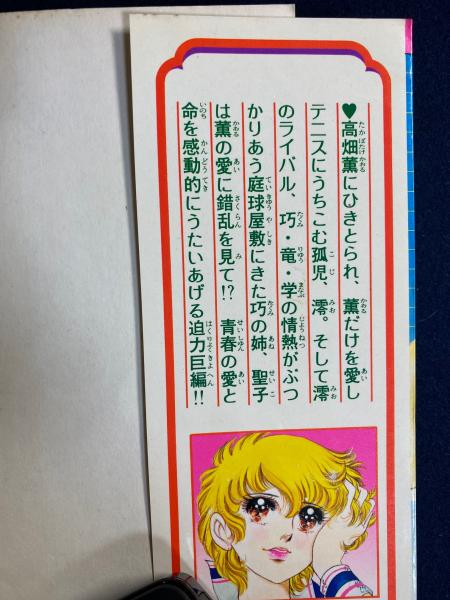 ♥高畑薫にひきとられ、薫だけを愛し
テニスにうちこむ孤児、澪。そして澪
のライバル、巧・竜・学の情熱がぶつ
かりあう庭球屋敷にきた巧の姉、聖子
は薫の愛に錯乱を見て!? 青春の愛と
命を感動的にうたいあげる迫力巨編!!